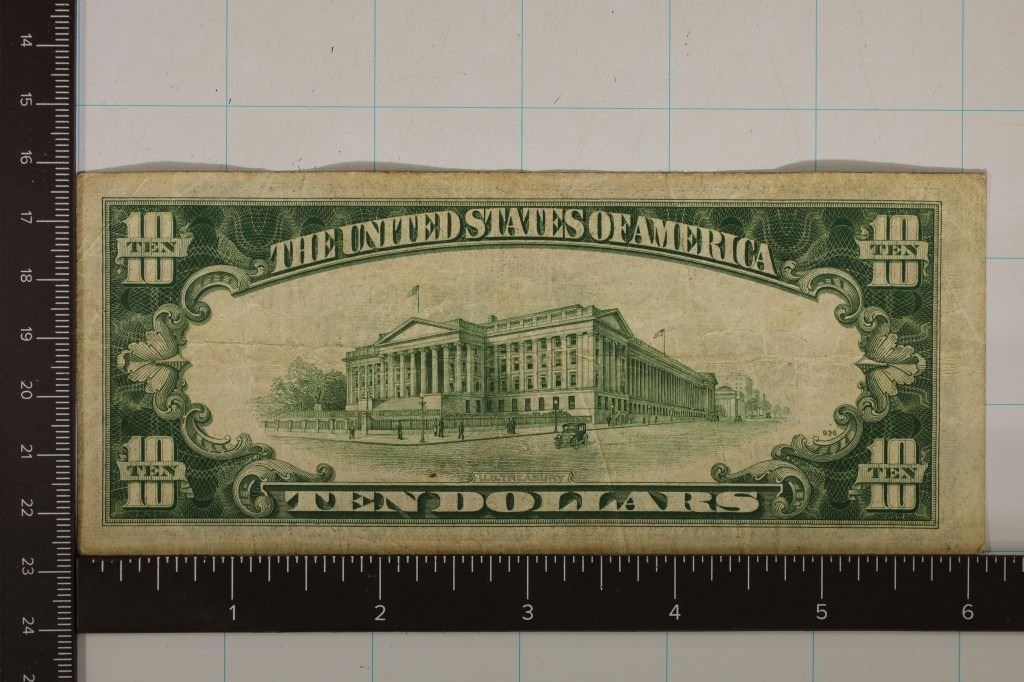 14
15
16
17
18
19
20
21
22
23
24
10
TEN
10
THE UNITED STATES OF AMERICA
10
TEN
10
936
10
TEN
10
U.S. TREASURY
TEN DOLLARS
10
TEN
10
1 2 3 4 5 6